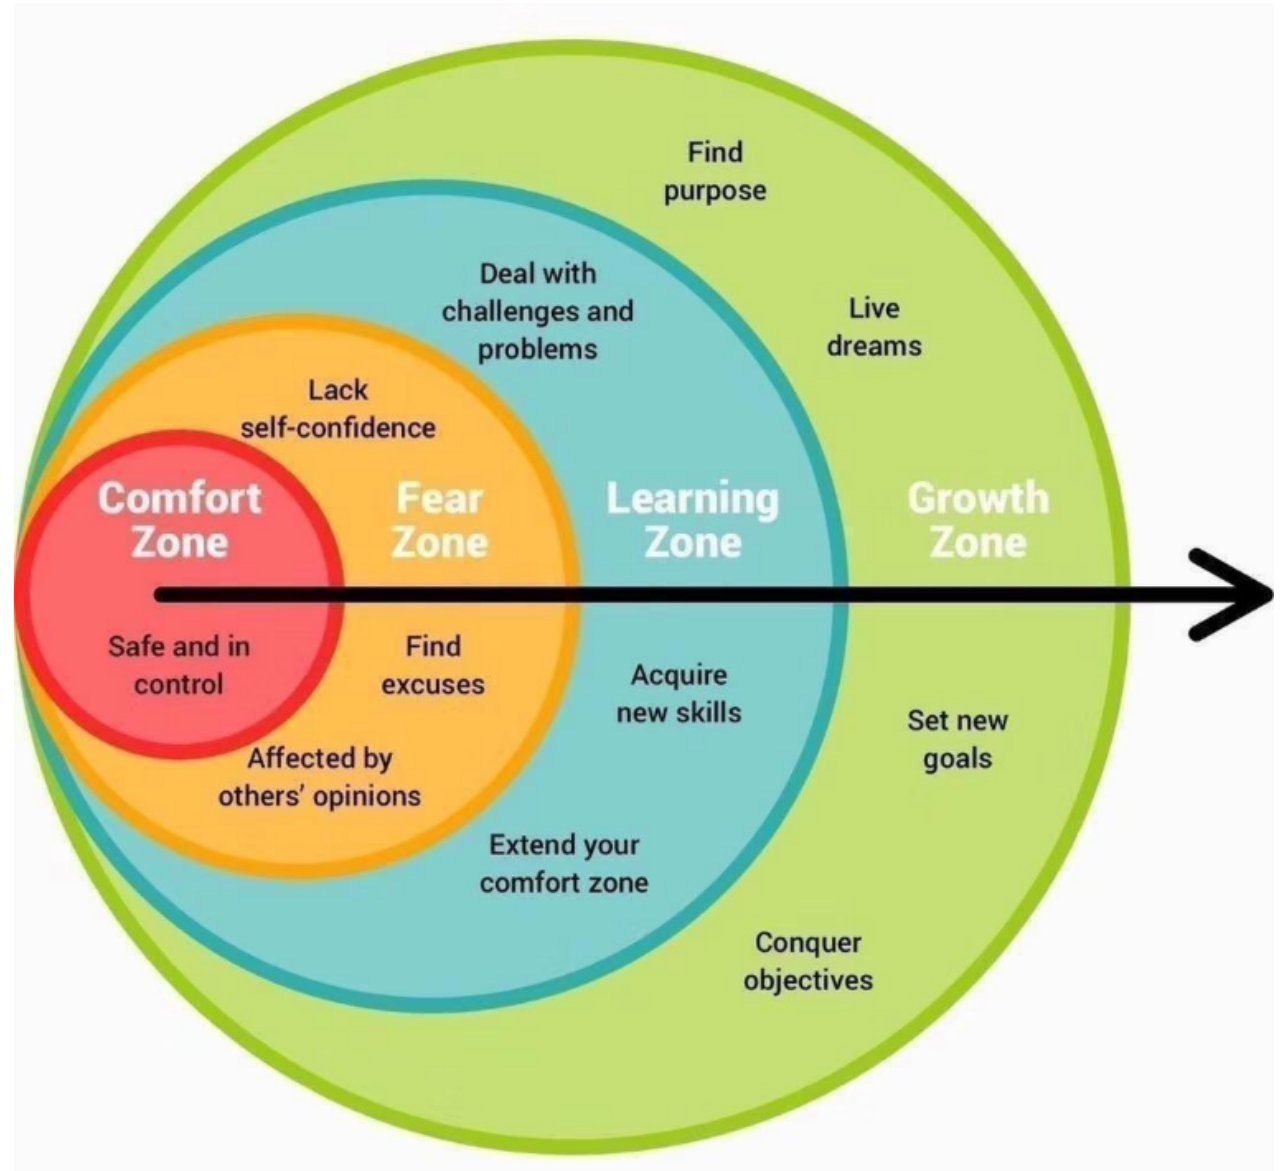 Find
purpose
Live
dreams
Deal with
challenges and
problems
Lack
self-confidence
Comfort
Zone
Fear
Zone
Learning
Zone
Growth
Zone
Safe and in
control
Find
excuses
Acquire
new skills
Set new
goals
Affected by
others’ opinions
Extend your
comfort zone
Conquer
objectives